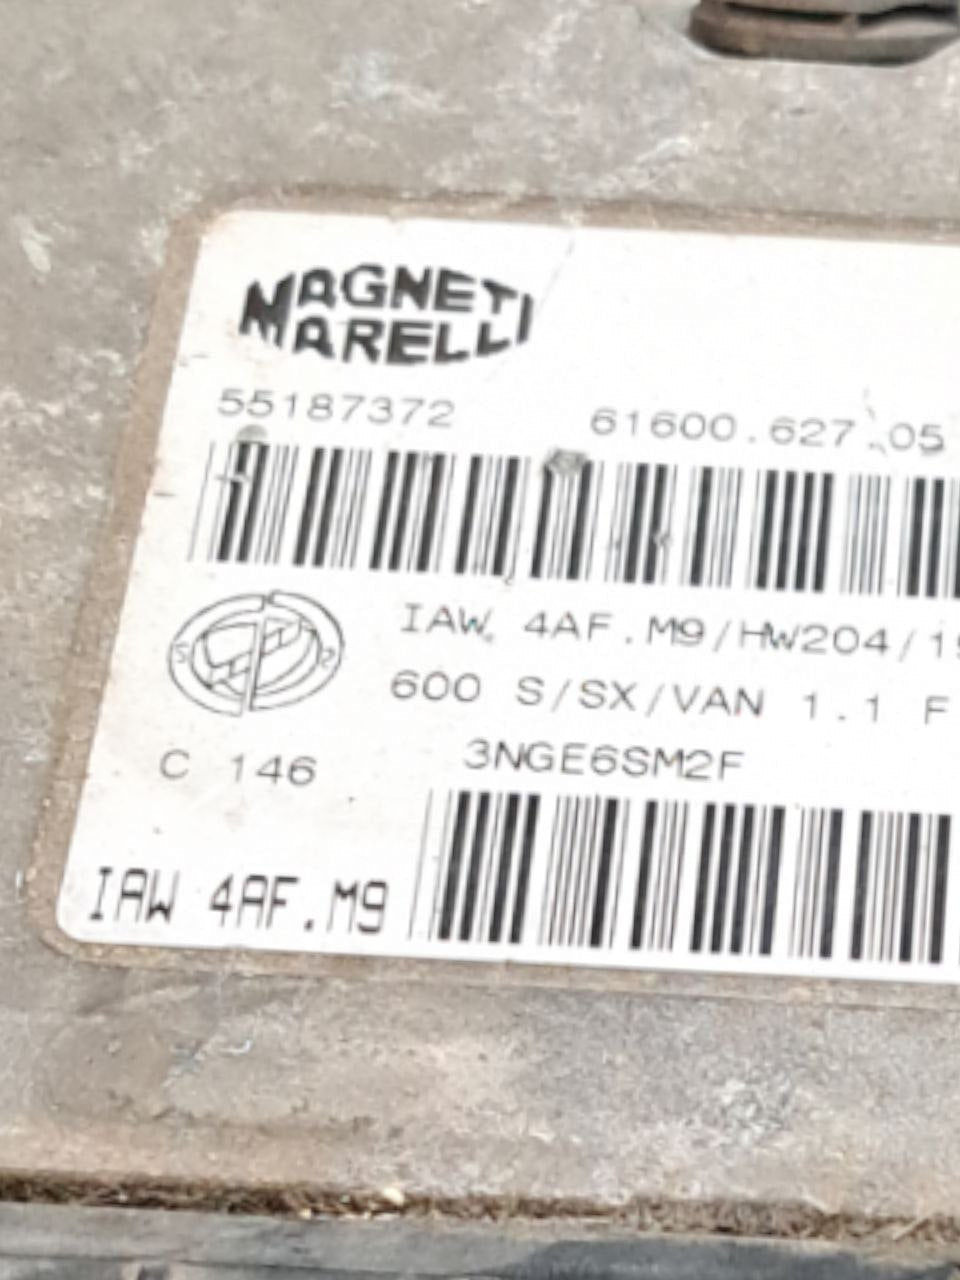 MAGNETI
MARELLI
55187372 61600.627.05
IAW 4AF.M9/HW204/
600 S/SX/VAN 1.1 F
C 146 3NGE6SM2F
IAW 4AF.M9